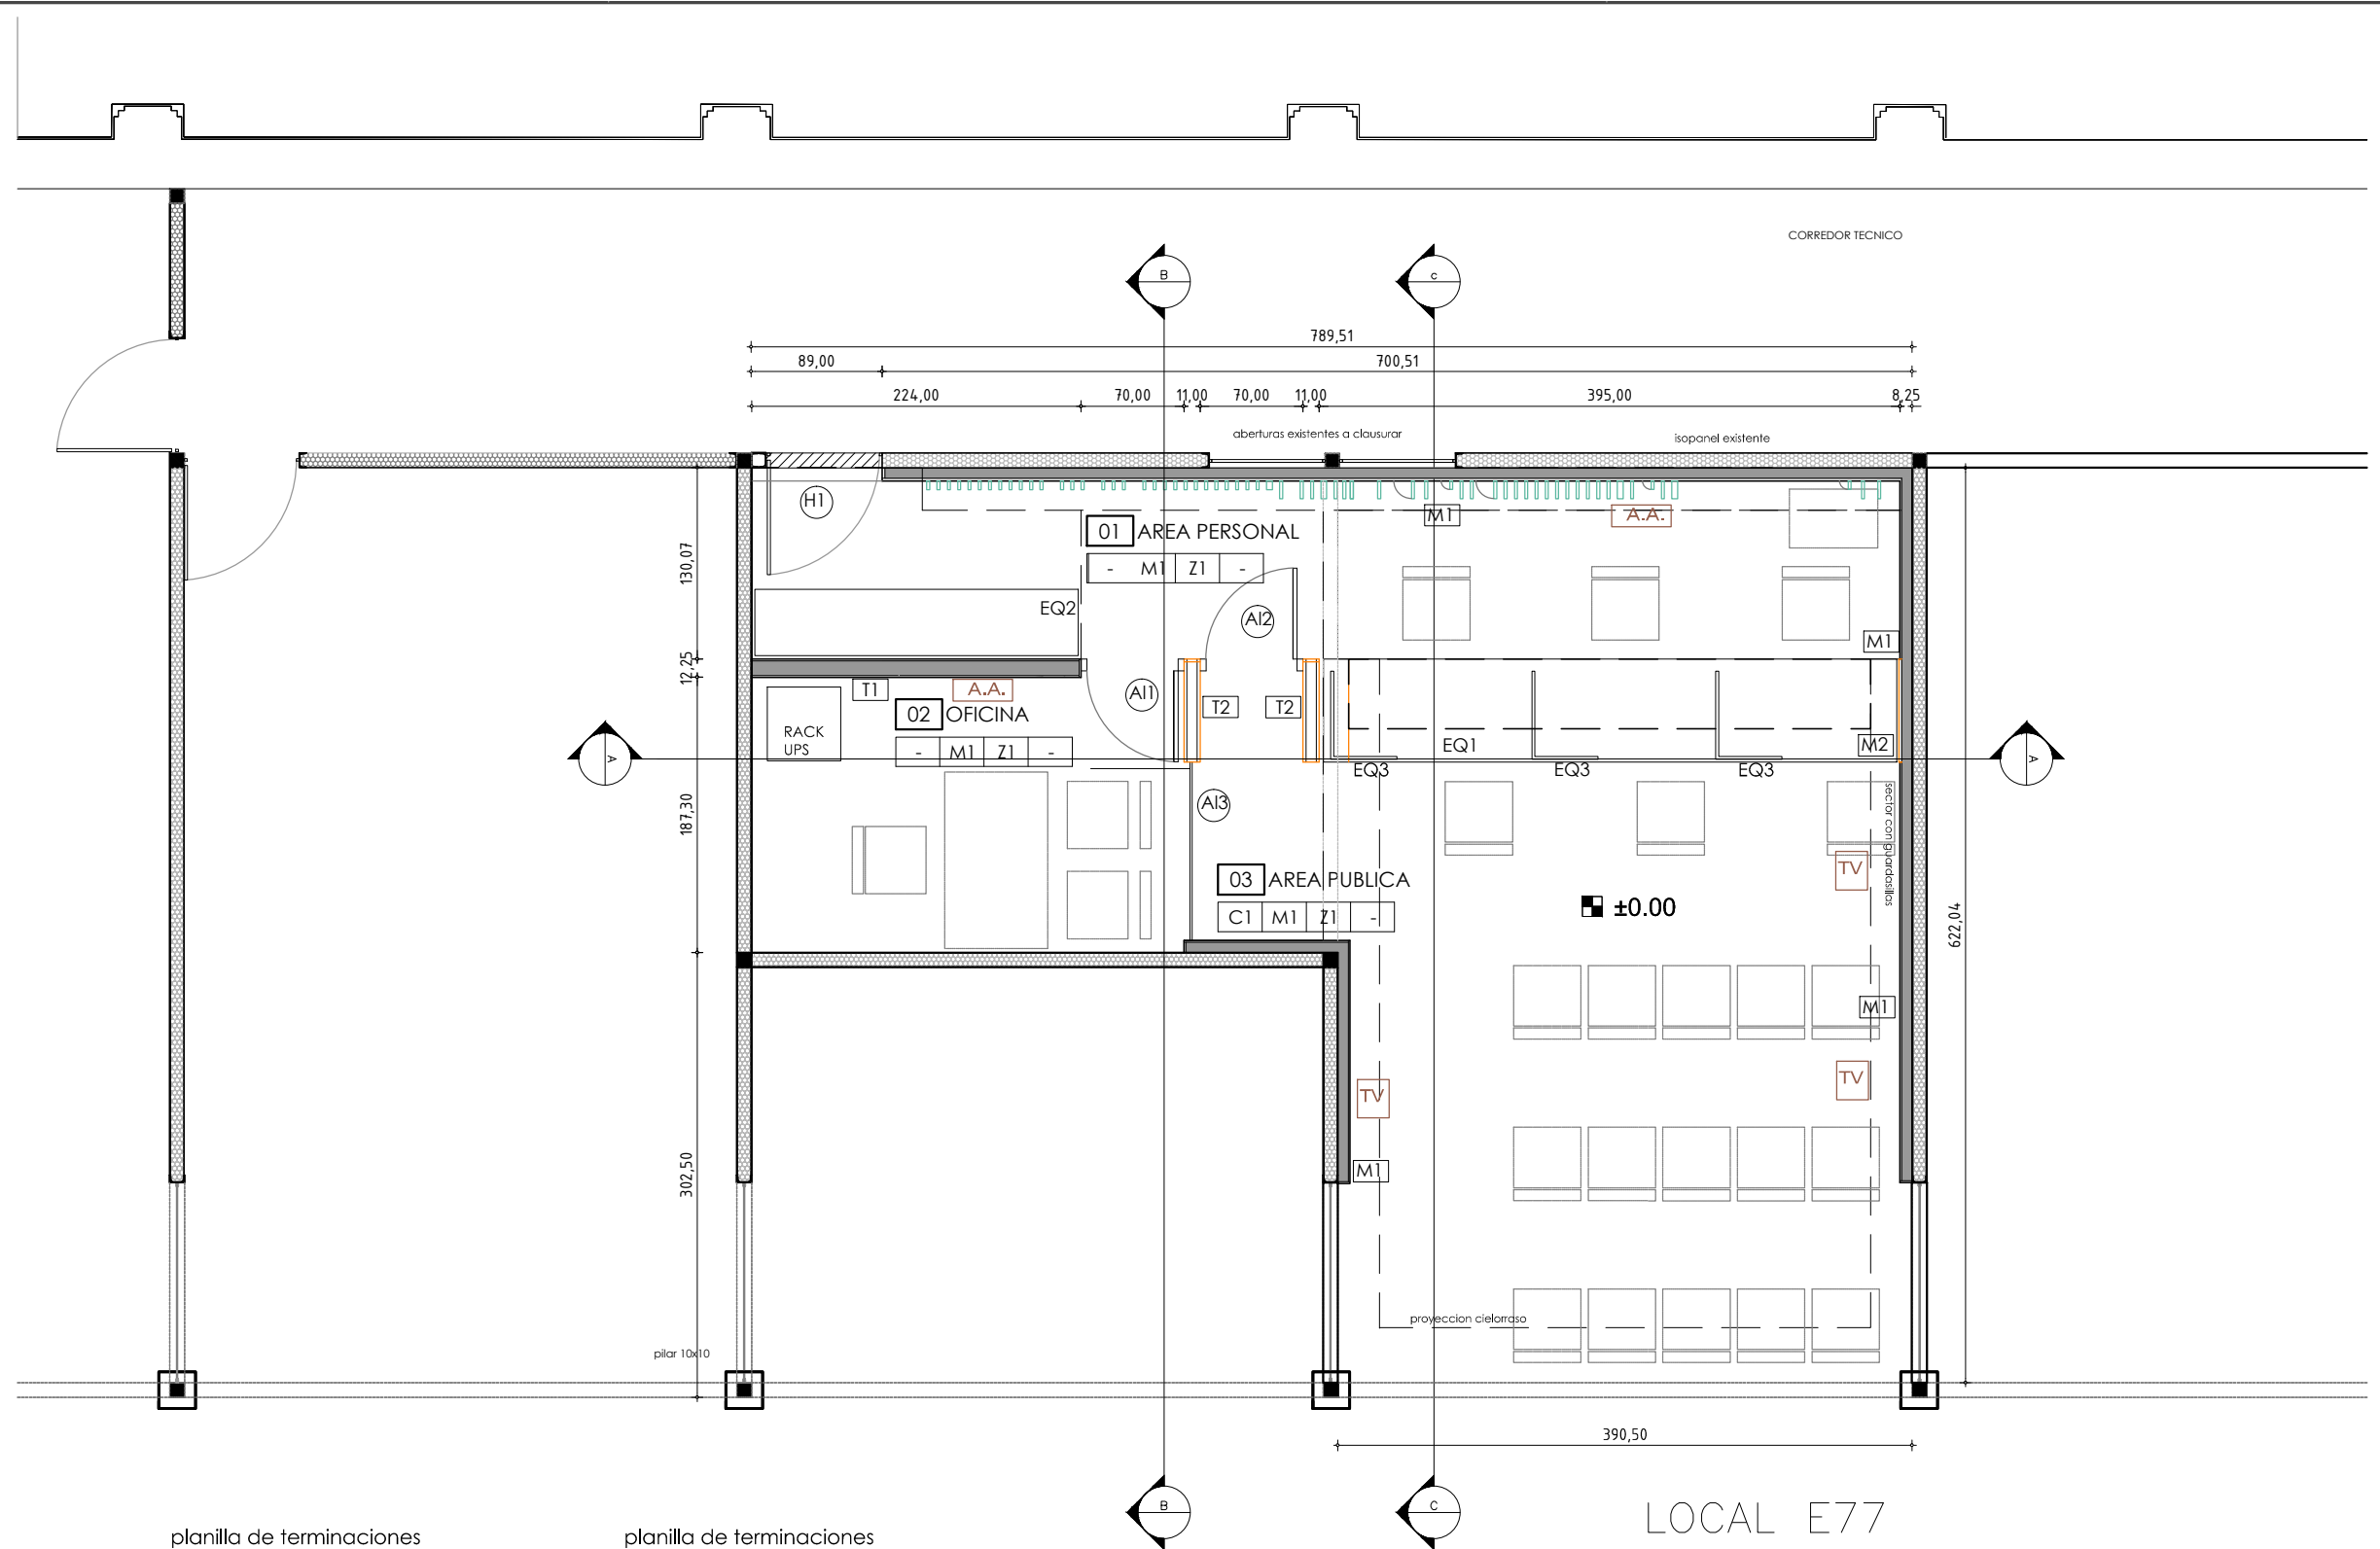 CORREDOR TECNICO
B
c
789,51
89,00
700,51
224,00
70,00
11,00
70,00
11,00
395,00
8,25
aberturas existentes a clausurar
isopanel existente
H1
M1
A.A.
01 AREA PERSONAL
- M1 Z1 -
130,07
EQ2
AI2
M1
12,25
T1
A.A.
AI1
T2
T2
02 OFICINA
RACK
UPS
- M1 Z1 -
EQ1
M2
A
A
EQ3
EQ3
EQ3
187,30
AI3
sector con guardasillas
TV
03 AREA PUBLICA
C1 M1 Z1 -
±0.00
622,04
M1
TV
TV
302,50
M1
proyeccion cielorraso
pilar 10x10
390,50
B
C
LOCAL E77
planilla de terminaciones
planilla de terminaciones